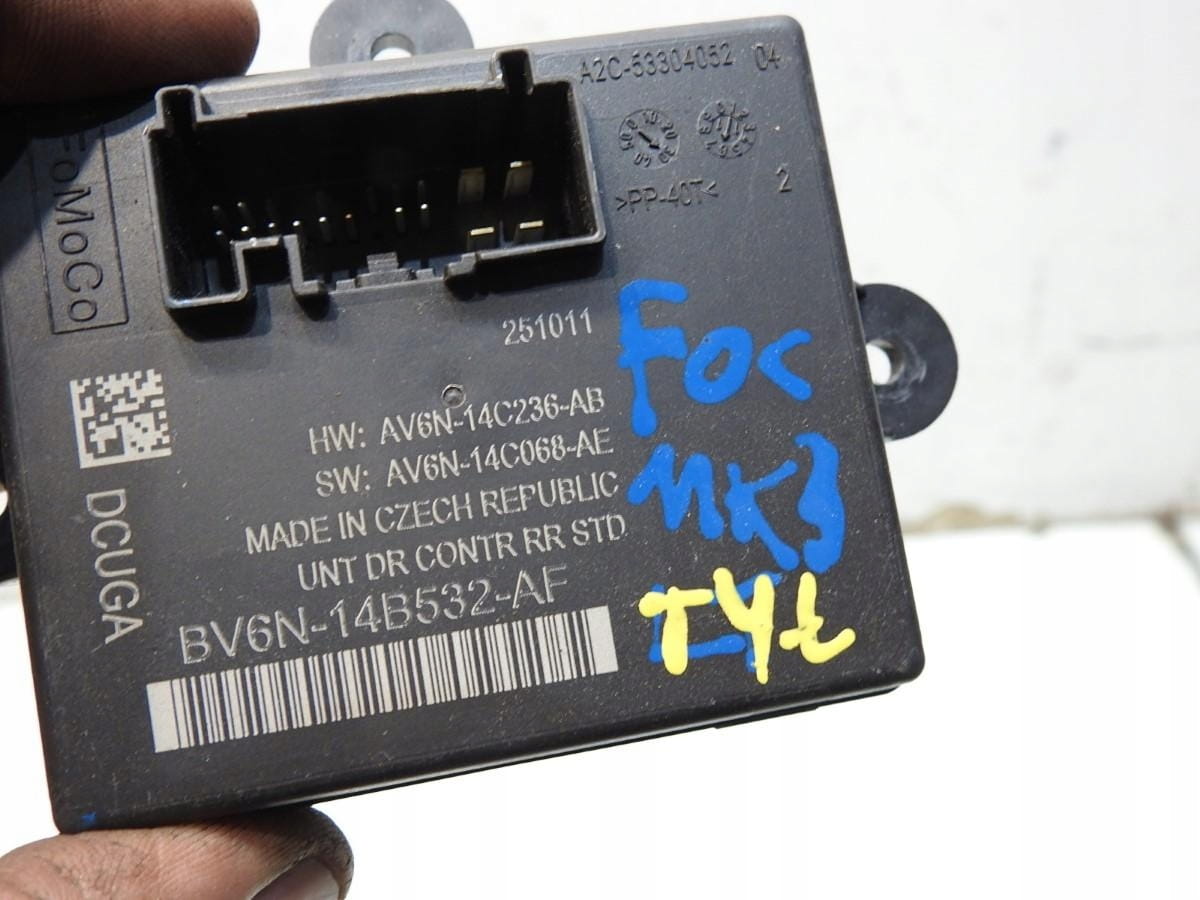 A2C-53304052 04
>PP-40T<
2
FoMoCo
251011
HW: AV6N-14C236-AB
SW: AV6N-14C068-AE
MADE IN CZECH REPUBLIC
UNT DR CONTR RR STD
BV6N-14B532-AF
DCUGA
Foc
MK3
TYŁ